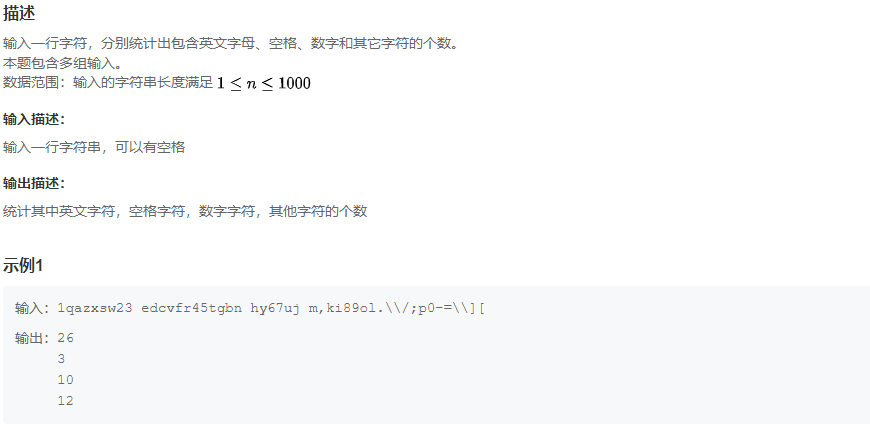 描述
输入一行字符，分别统计出包含英文字母、空格、数字和其它字符的个数。
本题包含多组输入。
数据范围：输入的字符串长度满足 1 ≤ n ≤ 1000
输入描述：
输入一行字符串，可以有空格
输出描述：
统计其中英文字符，空格字符，数字字符，其他字符的个数
示例1
输入：1qazxsw23 edcvfr45tgbn hy67uj m,ki89ol.\\/;p0-=\\][
输出：26
3
10
12